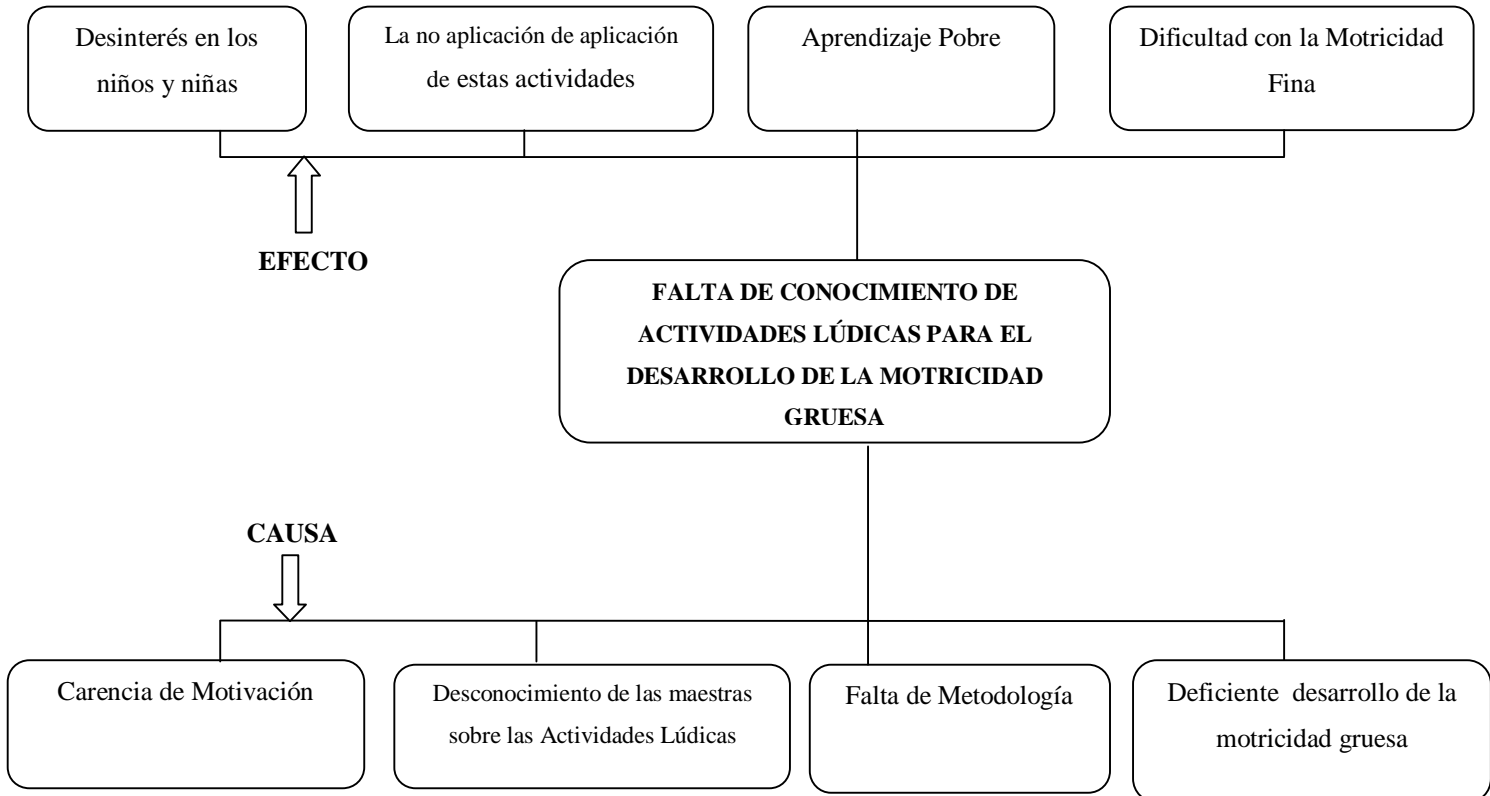 Desinterés en los
niños y niñas
La no aplicación de aplicación
de estas actividades
Aprendizaje Pobre
Dificultad con la Motricidad
Fina
EFECTO
FALTA DE CONOCIMIENTO DE
ACTIVIDADES LÚDICAS PARA EL
DESARROLLO DE LA MOTRICIDAD
GRUESA
CAUSA
Carencia de Motivación
Desconocimiento de las maestras
sobre las Actividades Lúdicas
Falta de Metodología
Deficiente desarrollo de la
motricidad gruesa